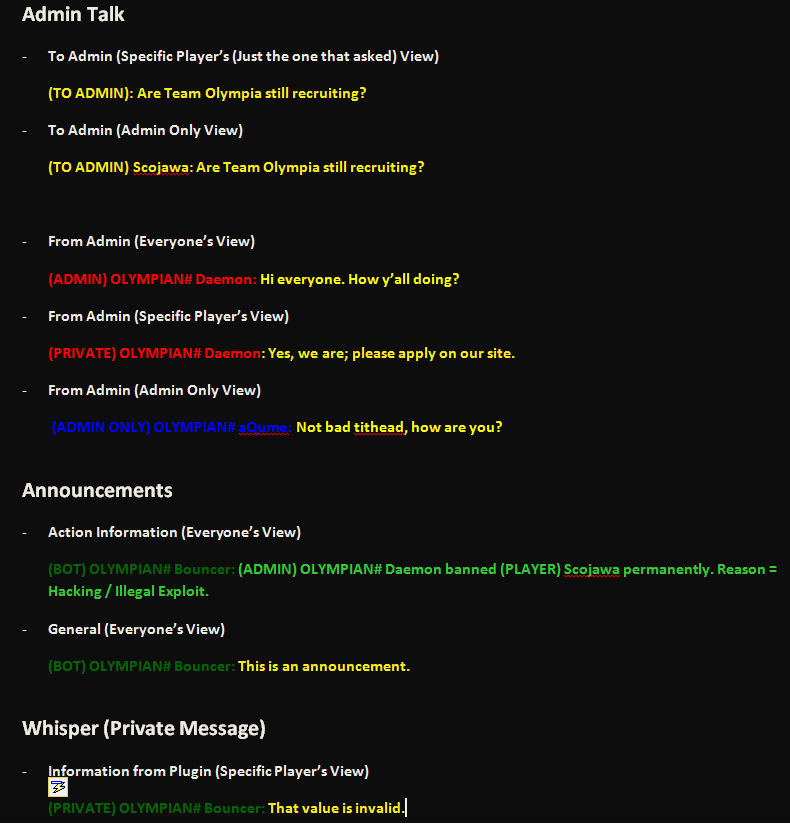 Admin Talk
- To Admin (Specific Player's (Just the one that asked) View)
(TO ADMIN): Are Team Olympia still recruiting?
- To Admin (Admin Only View)
(TO ADMIN) Scojawa: Are Team Olympia still recruiting?
- From Admin (Everyone's View)
(ADMIN) OLYMPIAN# Daemon: Hi everyone. How y'all doing?
- From Admin (Specific Player's View)
(PRIVATE) OLYMPIAN# Daemon: Yes, we are; please apply on our site.
- From Admin (Admin Only View)
(ADMIN ONLY) OLYMPIAN# aQume: Not bad tithead, how are you?
Announcements
- Action Information (Everyone's View)
(BOT) OLYMPIAN# Bouncer: (ADMIN) OLYMPIAN# Daemon banned (PLAYER) Scojawa permanently. Reason =
Hacking / Illegal Exploit.
- General (Everyone's View)
(BOT) OLYMPIAN# Bouncer: This is an announcement.
Whisper (Private Message)
- Information from Plugin (Specific Player's View)
(PRIVATE) OLYMPIAN# Bouncer: That value is invalid.